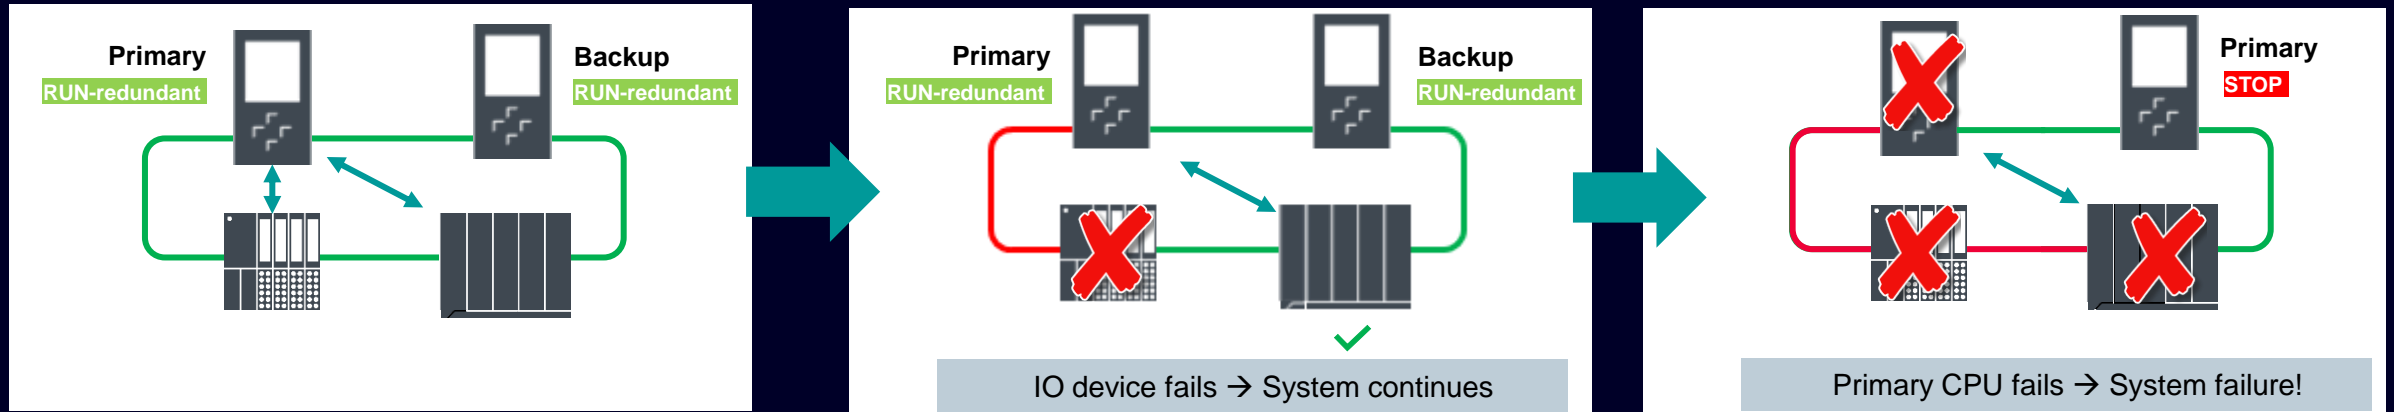 Primary
RUN-redundant
Backup
RUN-redundant
Primary
RUN-redundant
Backup
RUN-redundant
IO device fails → System continues
Primary
STOP
Primary CPU fails → System failure!